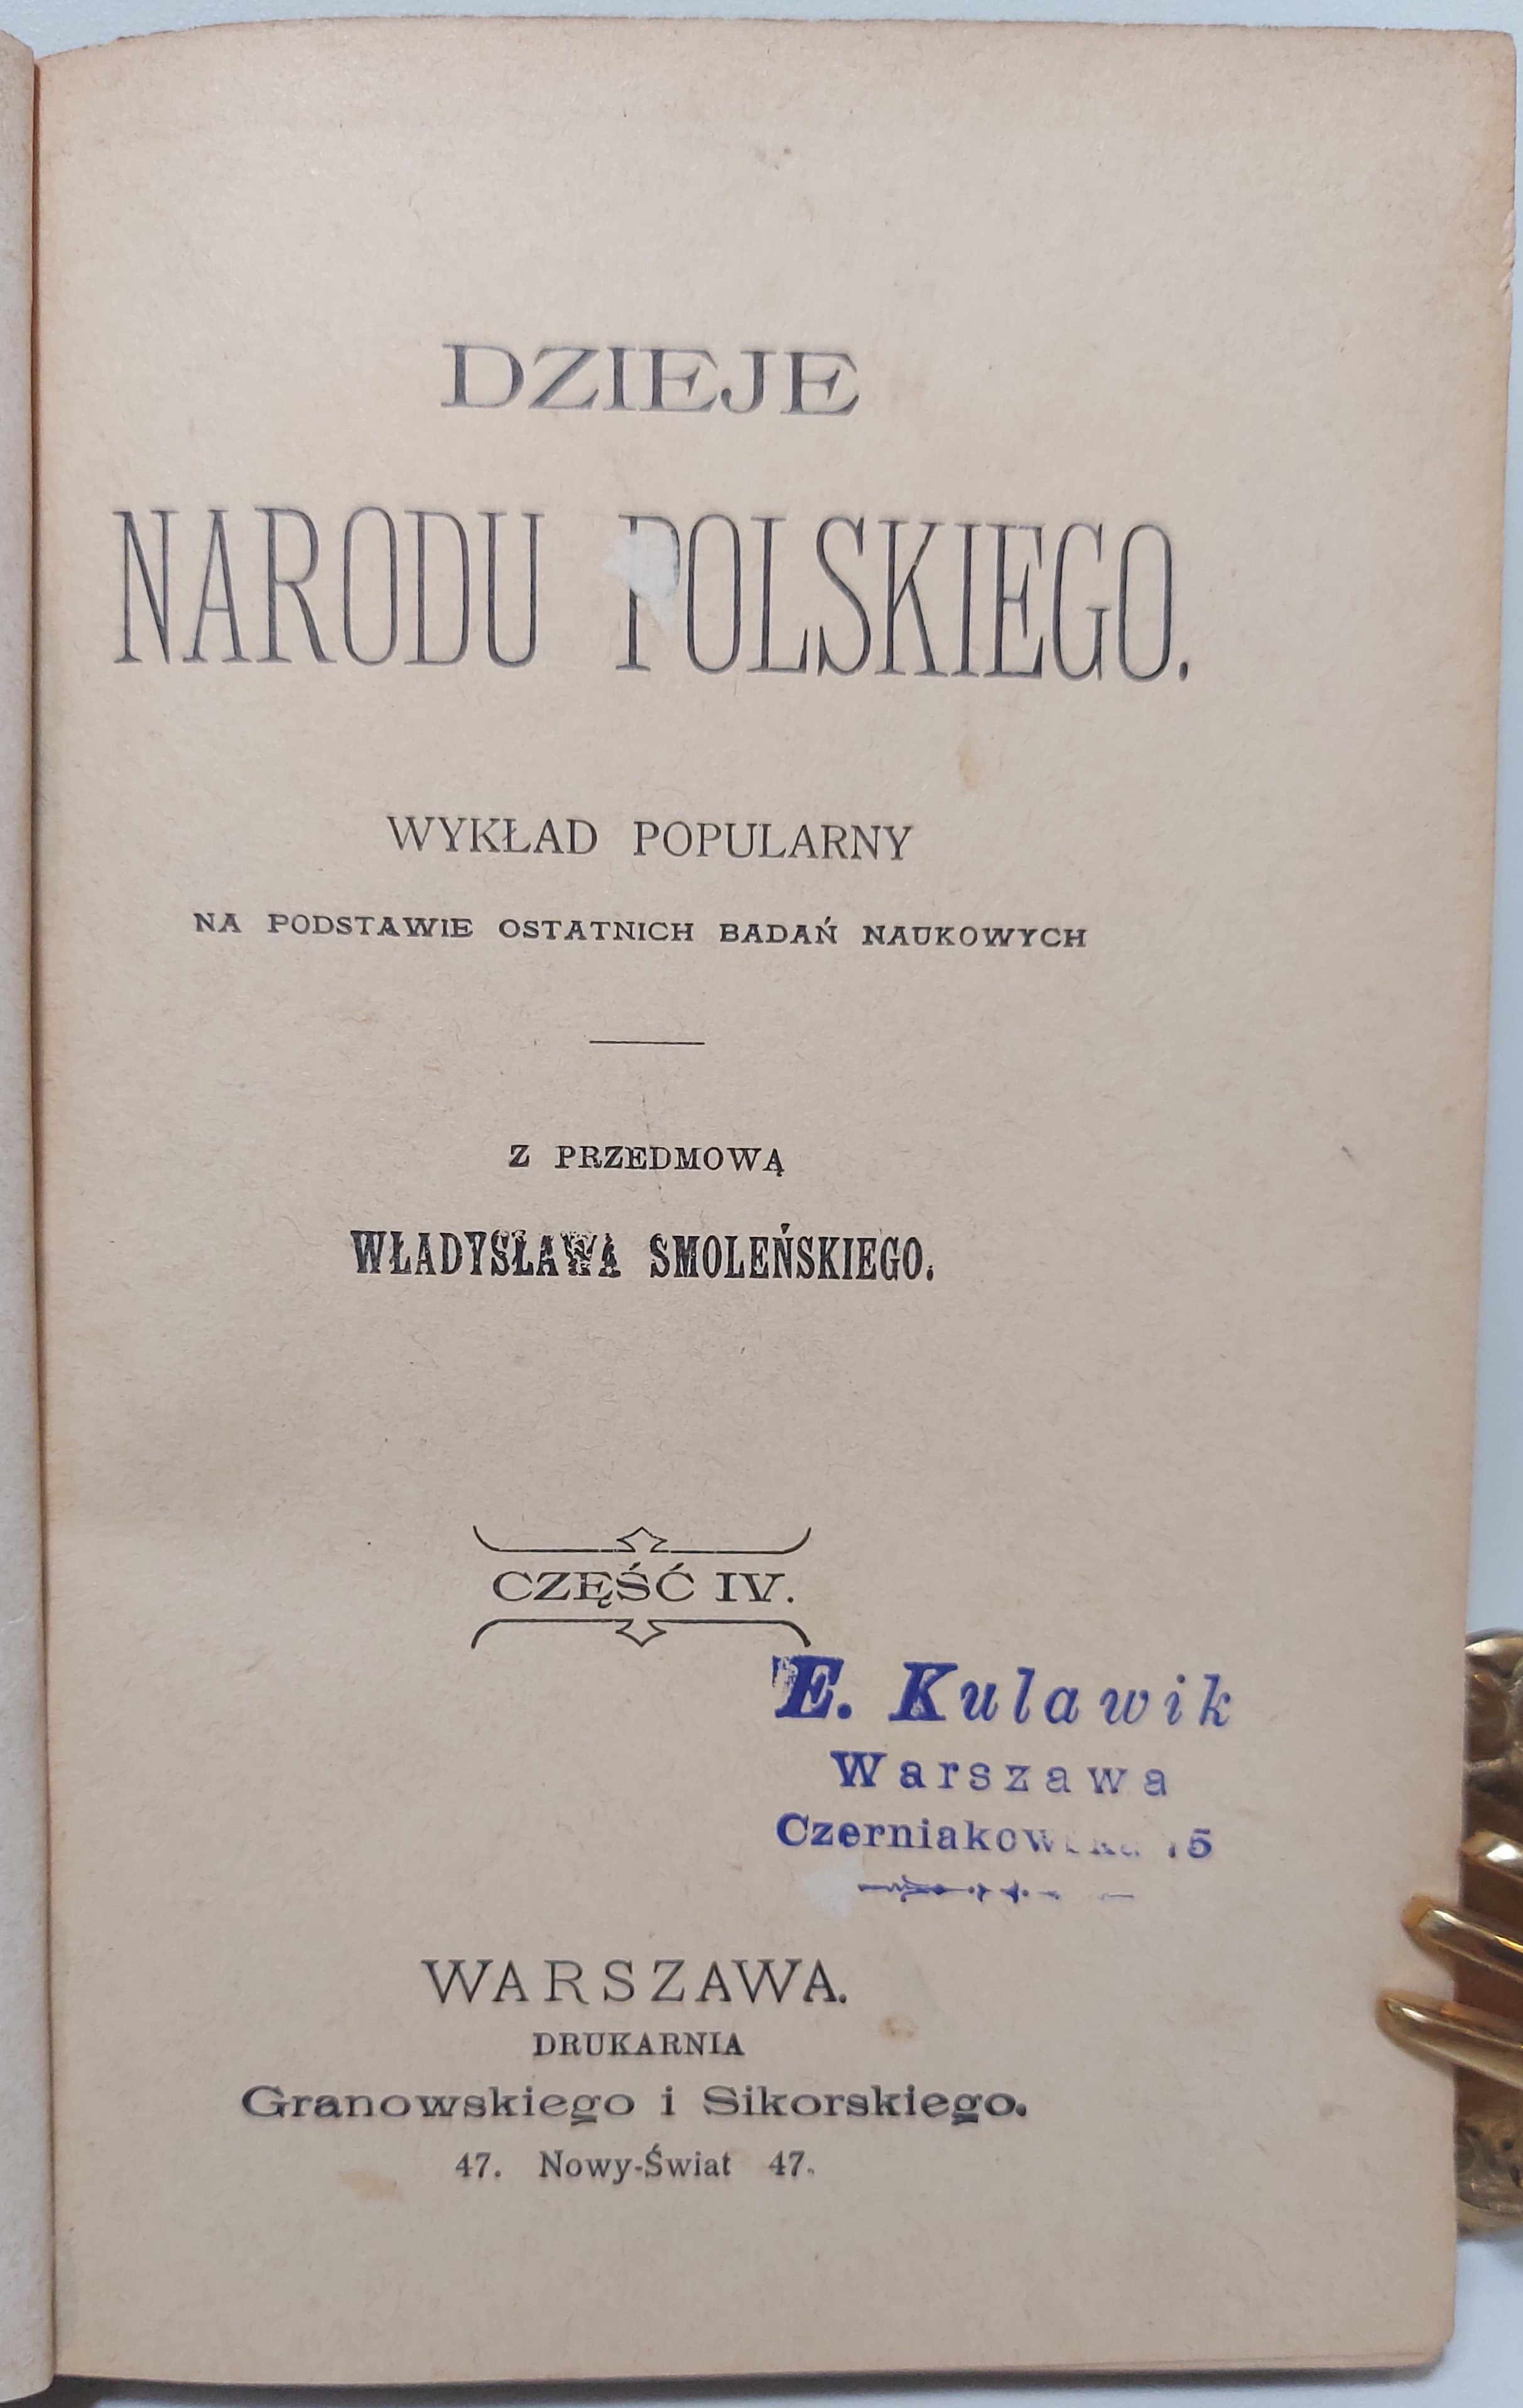 DZIEJE
NARODU POLSKIEGO.
WYKŁAD POPULARNY
NA PODSTAWIE OSTATNICH BADAŃ NAUKOWYCH
Z PRZEDMOWĄ
WŁADYSŁAWA SMOLEŃSKIEGO.
CZĘŚĆ IV.
E. Kulawik
Warszawa
WARSZAWA.
DRUKARNIA
Granowskiego i Sikorskiego.
47. Nowy-Świat 47.